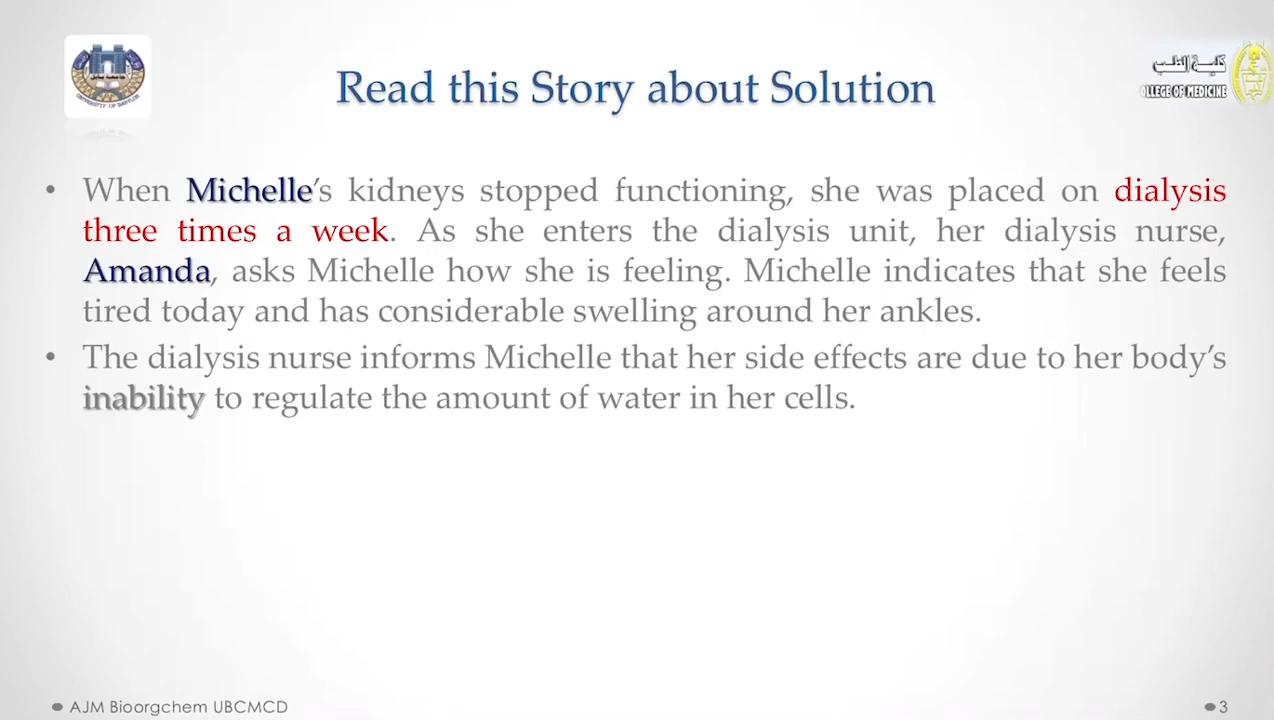 Read this Story about Solution
كلية الطب
OLLEGE OF MEDICINE
UNIVERSITY OF BABYLON
• When Michelle's kidneys stopped functioning, she was placed on dialysis
three times a week. As she enters the dialysis unit, her dialysis nurse,
Amanda, asks Michelle how she is feeling. Michelle indicates that she feels
tired today and has considerable swelling around her ankles.
• The dialysis nurse informs Michelle that her side effects are due to her body's
inability to regulate the amount of water in her cells.
AJM Bioorgchem UBCMCD
3